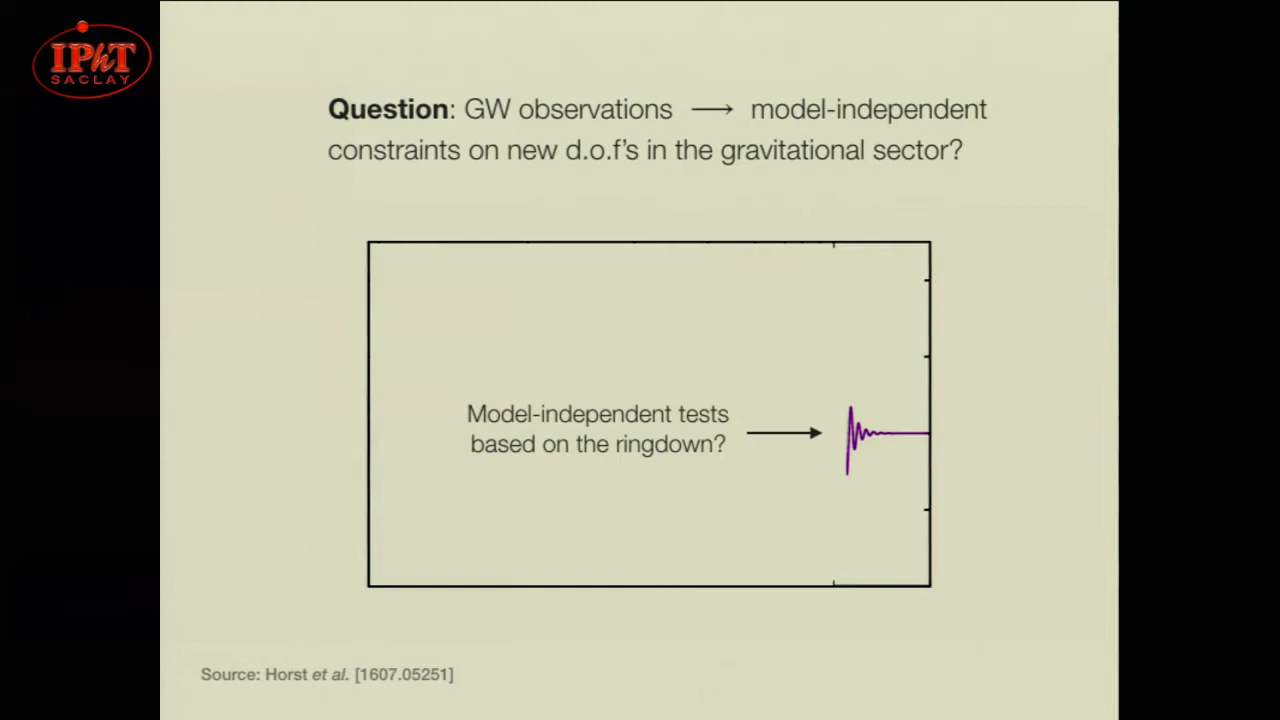 IPhT
SACLAY
Question: GW observations ⟶ model-independent
constraints on new d.o.f's in the gravitational sector?
Model-independent tests
based on the ringdown?
Source: Horst et al. [1607.05251]